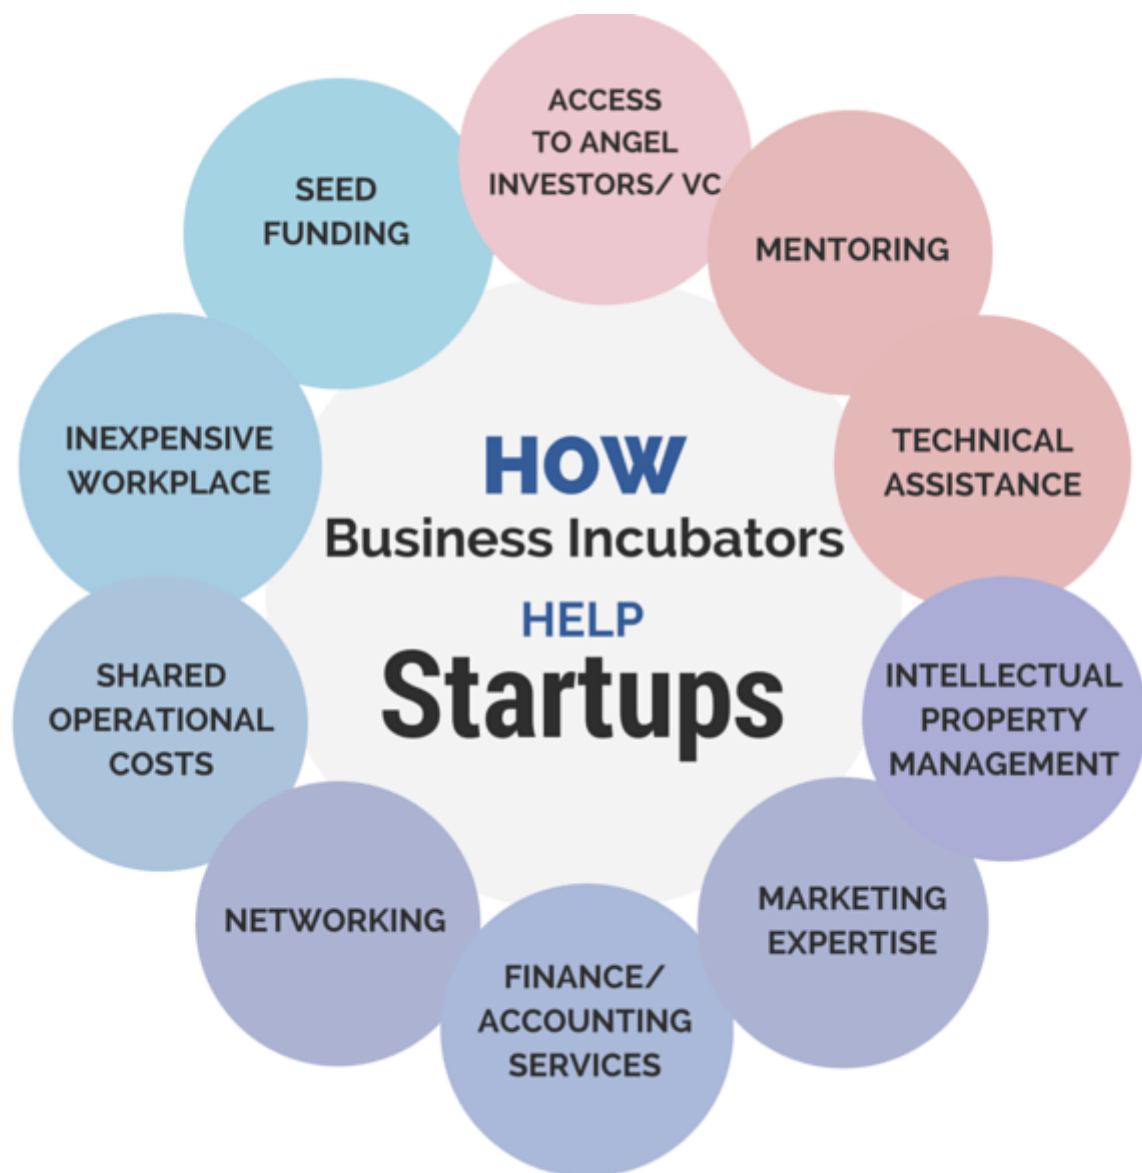 HOW
Business Incubators
HELP
Startups
ACCESS
TO ANGEL
INVESTORS/ VC
MENTORING
TECHNICAL
ASSISTANCE
INTELLECTUAL
PROPERTY
MANAGEMENT
MARKETING
EXPERTISE
FINANCE/
ACCOUNTING
SERVICES
NETWORKING
SHARED
OPERATIONAL
COSTS
INEXPENSIVE
WORKPLACE
SEED
FUNDING